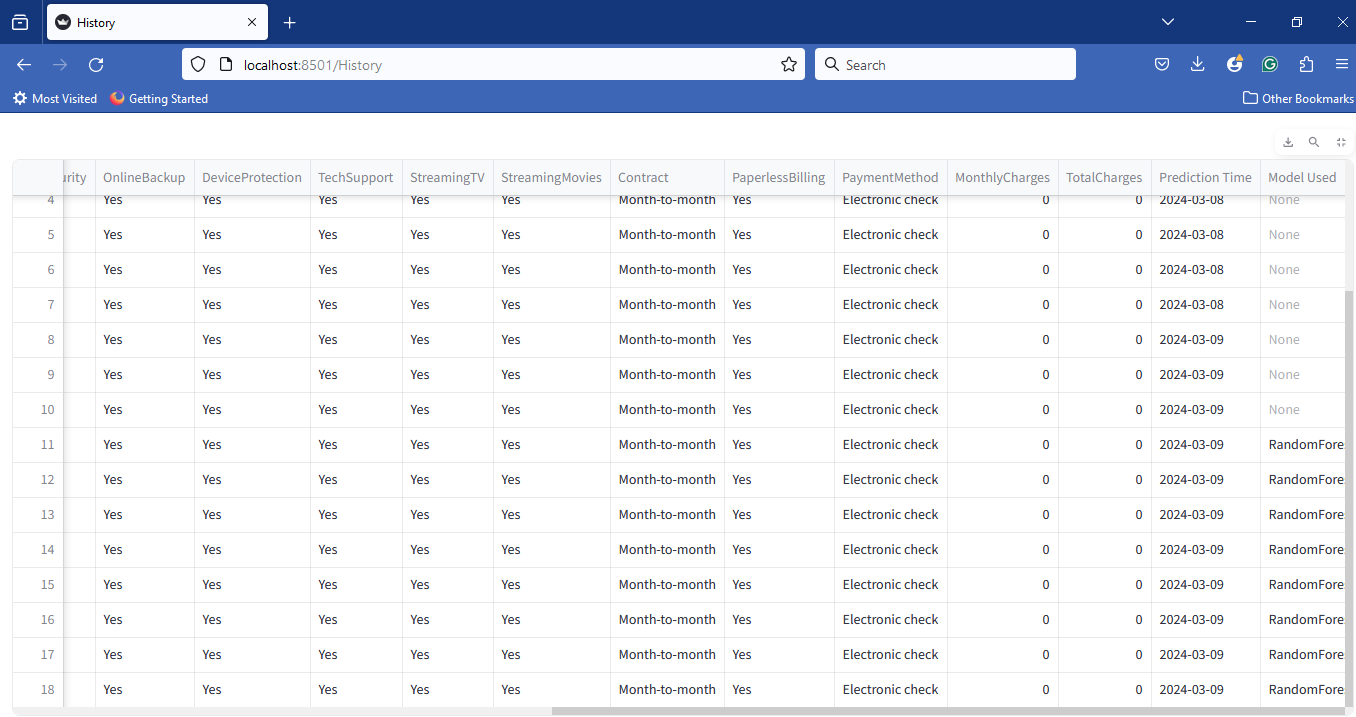 History
localhost:8501/History
Search
Most Visited Getting Started Other Bookmarks
urity OnlineBackup DeviceProtection TechSupport StreamingTV StreamingMovies Contract PaperlessBilling PaymentMethod MonthlyCharges TotalCharges Prediction Time Model Used
4 Yes Yes Yes Yes Yes Month-to-month Yes Electronic check 0 0 2024-03-08 None
5 Yes Yes Yes Yes Yes Month-to-month Yes Electronic check 0 0 2024-03-08 None
6 Yes Yes Yes Yes Yes Month-to-month Yes Electronic check 0 0 2024-03-08 None
7 Yes Yes Yes Yes Yes Month-to-month Yes Electronic check 0 0 2024-03-08 None
8 Yes Yes Yes Yes Yes Month-to-month Yes Electronic check 0 0 2024-03-09 None
9 Yes Yes Yes Yes Yes Month-to-month Yes Electronic check 0 0 2024-03-09 None
10 Yes Yes Yes Yes Yes Month-to-month Yes Electronic check 0 0 2024-03-09 None
11 Yes Yes Yes Yes Yes Month-to-month Yes Electronic check 0 0 2024-03-09 RandomFore
12 Yes Yes Yes Yes Yes Month-to-month Yes Electronic check 0 0 2024-03-09 RandomFore
13 Yes Yes Yes Yes Yes Month-to-month Yes Electronic check 0 0 2024-03-09 RandomFore
14 Yes Yes Yes Yes Yes Month-to-month Yes Electronic check 0 0 2024-03-09 RandomFore
15 Yes Yes Yes Yes Yes Month-to-month Yes Electronic check 0 0 2024-03-09 RandomFore
16 Yes Yes Yes Yes Yes Month-to-month Yes Electronic check 0 0 2024-03-09 RandomFore
17 Yes Yes Yes Yes Yes Month-to-month Yes Electronic check 0 0 2024-03-09 RandomFore
18 Yes Yes Yes Yes Yes Month-to-month Yes Electronic check 0 0 2024-03-09 RandomFore